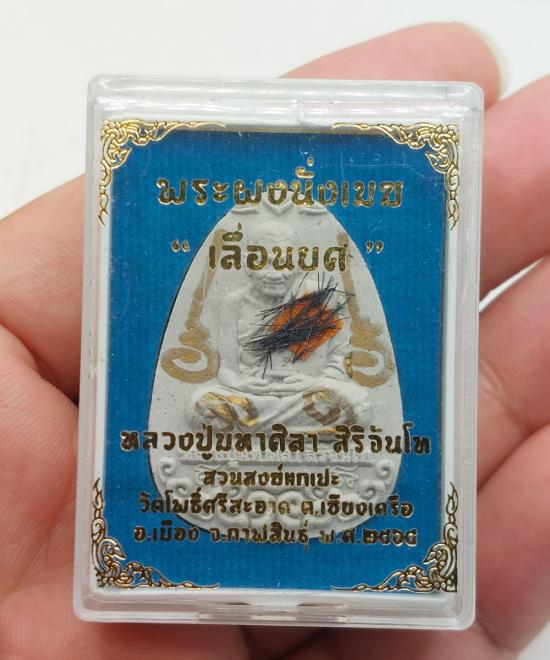 พระผงนั่งเมฆ
“ เลื่อนยศ ”
หลวงปู่มหาศิลา สิริจันโท
สวนสงฆ์ฅกเปะ
วัดโพธิ์ศรีสะอาด ต.เชียงเครือ
อ.เมือง จ.กาฬสินธุ์ พ.ศ.๒๕๖๔